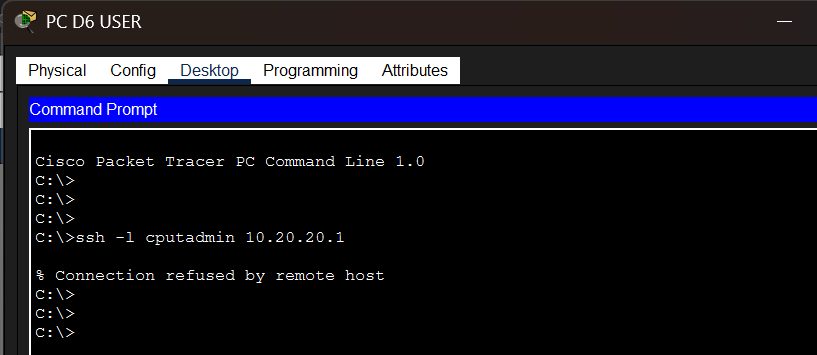 PC D6 USER
Physical Config Desktop Programming Attributes
Command Prompt
Cisco Packet Tracer PC Command Line 1.0
C:\>
C:\>
C:\>
C:\>ssh -l cputadmin 10.20.20.1
% Connection refused by remote host
C:\>
C:\>
C:\>